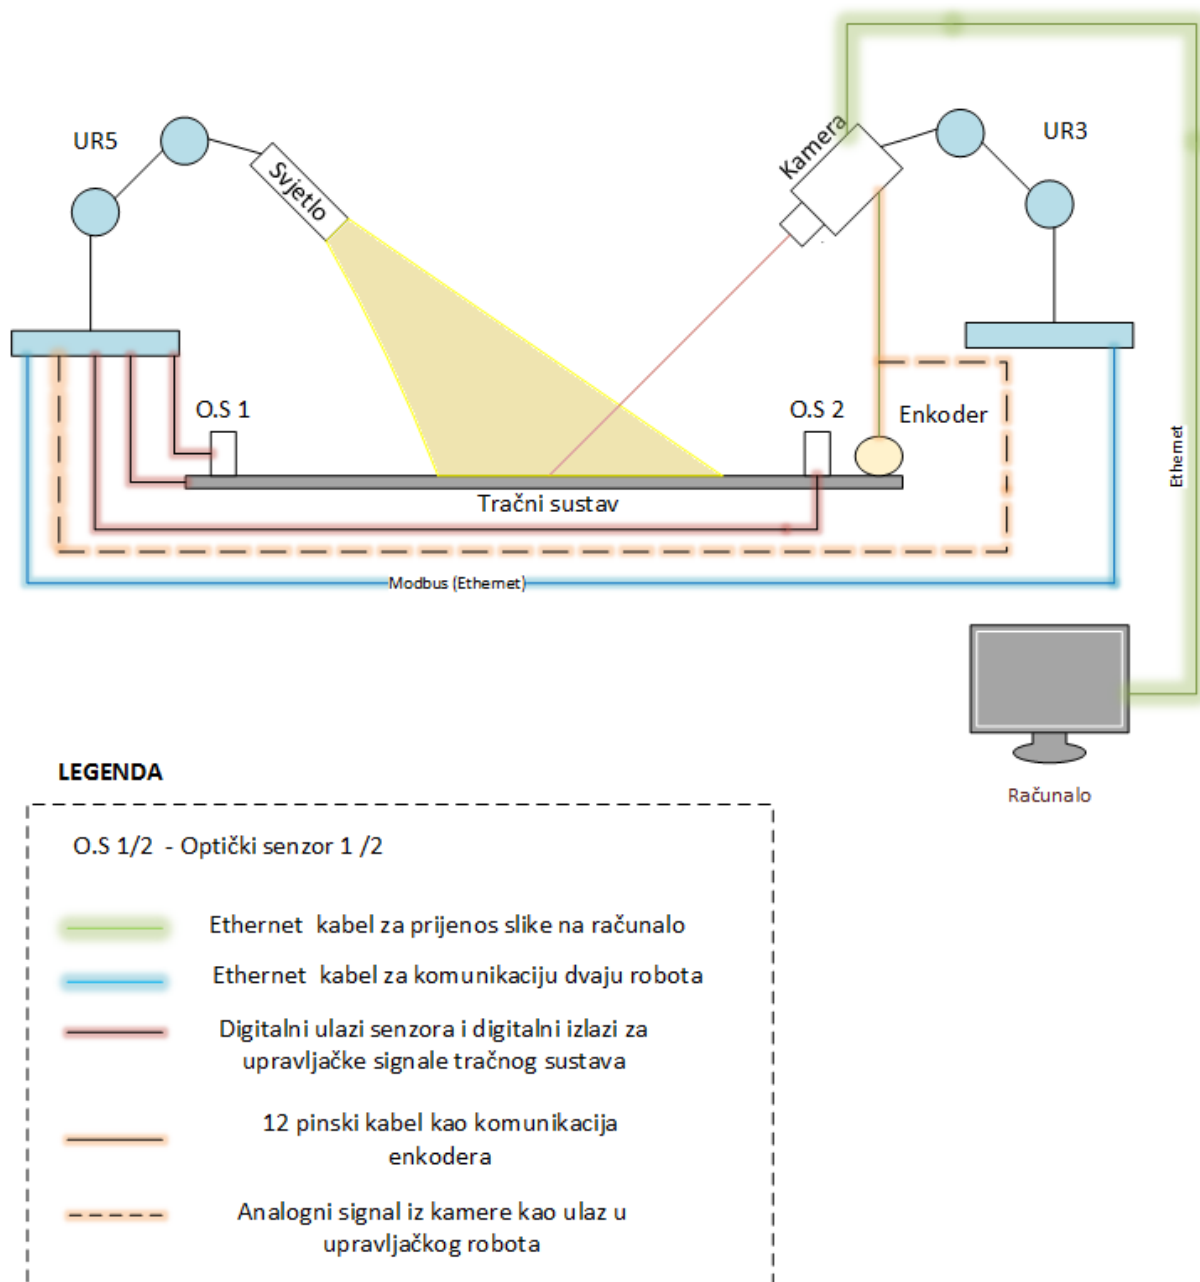 UR5
Svjetlo
Kamera
UR3
O.S 1
O.S 2
Enkoder
Ethernet
Tračni sustav
Modbus (Ethernet)
Računalo
LEGENDA
O.S 1/2 - Optički senzor 1 /2
Ethernet kabel za prijenos slike na računalo
Ethernet kabel za komunikaciju dvaju robota
Digitalni ulazi senzora i digitalni izlazi za
upravljačke signale tračnog sustava
12 pinski kabel kao komunikacija
enkodera
Analogni signal iz kamere kao ulaz u
upravljačkog robota